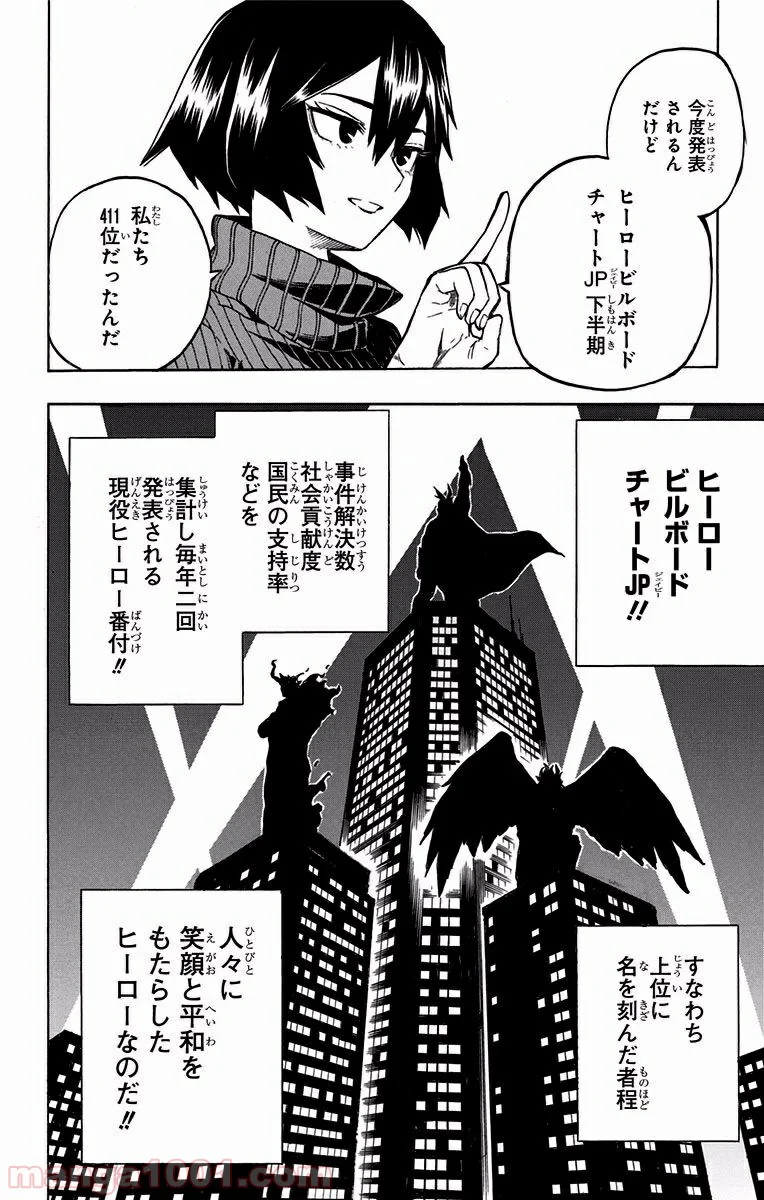 今度発表
されるん
だけど
ヒーロービルボード
チャートJP 下半期
私たち
411位だったんだ
ヒーロー
ビルボード
チャートJP!!
事件解決数
社会貢献度
国民の支持率
などを
集計し毎年二回
発表される
現役ヒーロー番付!!
すなわち
上位に
名を刻んだ者程
人々に
笑顔と平和を
もたらした
ヒーローなのだ!!
manga1001.com